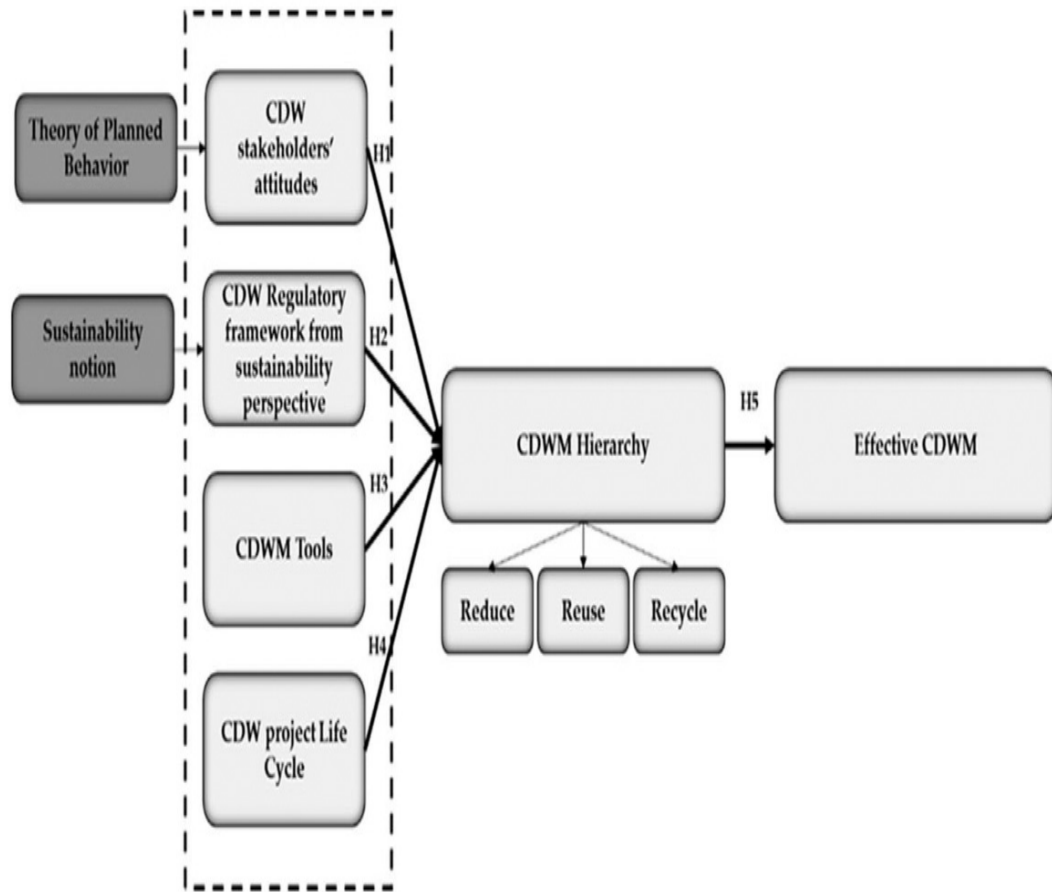 Theory of Planned
Behavior
CDW
stakeholders'
attitudes
H1
Sustainability
notion
CDW Regulatory
framework from
sustainability
perspective
H2
CDWM Tools
H3
CDW project Life
Cycle
H4
CDWM Hierarchy
H5
Effective CDWM
Reduce
Reuse
Recycle